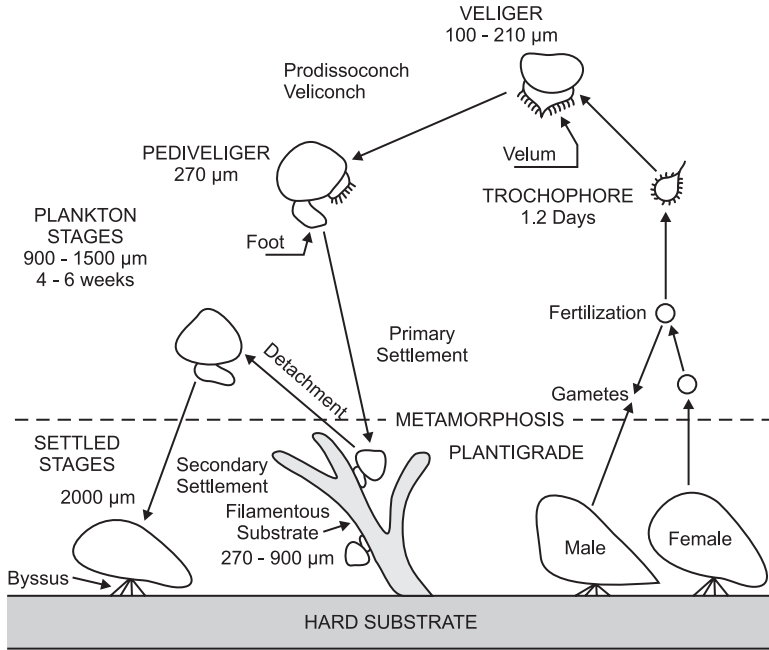 VELIGER
100 - 210 µm
Prodissoconch
Veliconch
PEDIVELIGER
270 µm
Velum
TROCHOPHORE
1.2 Days
PLANKTON
STAGES
900 - 1500 µm
4 - 6 weeks
Foot
Fertilization
Primary
Settlement
Detachment
Gametes
METAMORPHOSIS
SETTLED
STAGES
2000 µm
Secondary
Settlement
PLANTIGRADE
Filamentous
Substrate
270 - 900 µm
Male
Female
Byssus
HARD SUBSTRATE